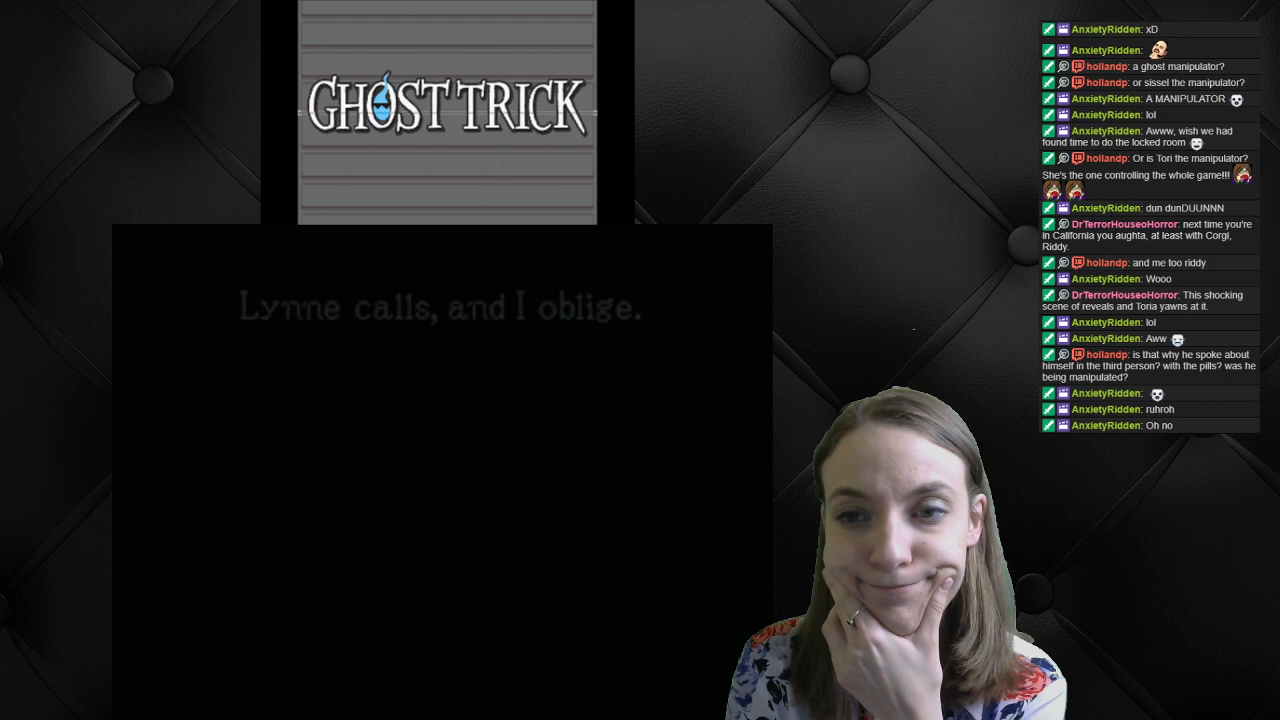 GHOST TRICK
Lynne calls, and I oblige.
AnxietyRidden: xD
AnxietyRidden:
hollandp: a ghost manipulator?
hollandp: or sissel the manipulator?
AnxietyRidden: A MANIPULATOR
AnxietyRidden: lol
AnxietyRidden: Awww, wish we had
found time to do the locked room
hollandp: Or is Tori the manipulator?
She's the one controlling the whole game!!!
AnxietyRidden: dun dunDUUNNN
DrTerrorHouseoHorror: next time you're
in California you aughta, at least with Corgi,
Riddy.
hollandp: and me too riddy
AnxietyRidden: Wooo
DrTerrorHouseoHorror: This shocking
scene of reveals and Toria yawns at it.
AnxietyRidden: lol
AnxietyRidden: Aww
hollandp: is that why he spoke about
himself in the third person? with the pills? was he
being manipulated?
AnxietyRidden:
AnxietyRidden: ruhroh
AnxietyRidden: Oh no